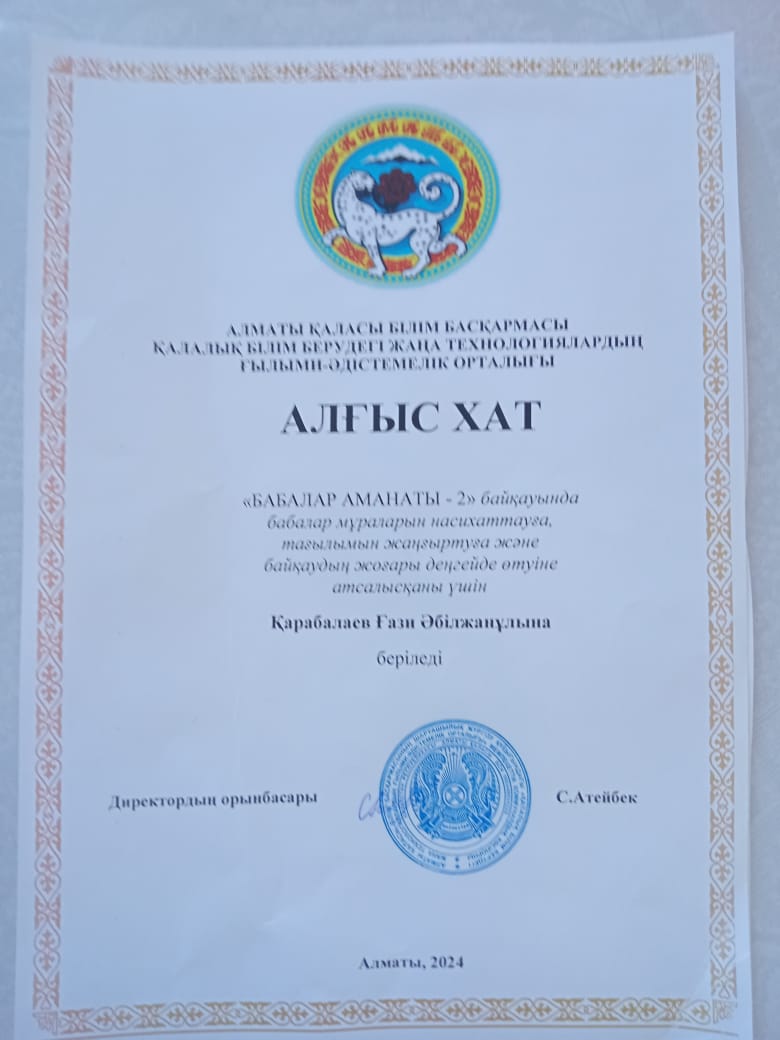 АЛМАТЫ ҚАЛАСЫ БІЛІМ БАСҚАРМАСЫ
ҚАЛАЛЫҚ БІЛІМ БЕРУДЕГІ ЖАҢА ТЕХНОЛОГИЯЛАРДЫҢ
ҒЫЛЫМИ-ӘДІСТЕМЕЛІК ОРТАЛЫҒЫ
АЛҒЫС ХАТ
«БАБАЛАР АМАНАТЫ - 2» байқауында
бабалар мұраларын насихаттауға,
тағылымын жаңғыртуға және
байқаудың жоғары деңгейде өтуіне
атсалысқаны үшін
Қарабалаев Ғази Әбілжанұлына
беріледі
Директордың орынбасары
С.Атейбек
Алматы, 2024